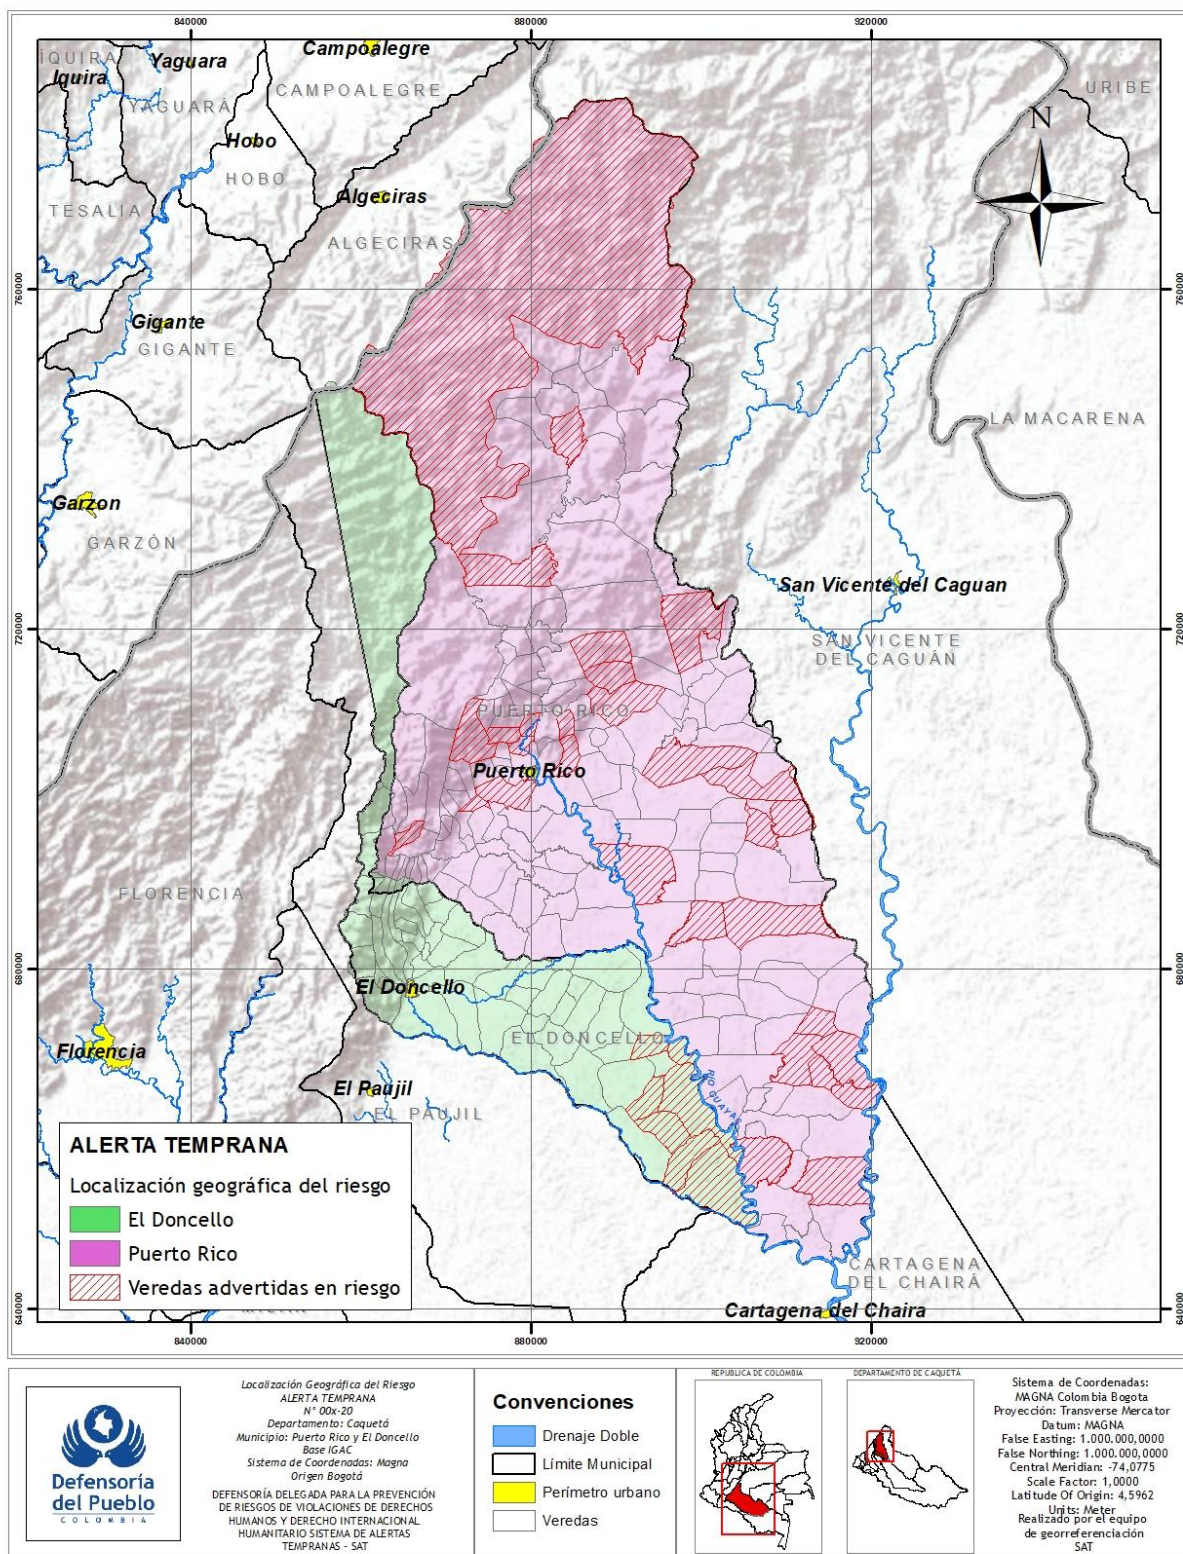 840000
880000
920000
ÍQUIRA
Iquira
Yaguara
YAGUARÁ
Campoalegre
CAMPOALEGRE
URIBE
N
Hobo
HOBO
TESALIA
Algeciras
ALGECIRAS
760000
760000
Gigante
GIGANTE
LA MACARENA
Garzon
GARZÓN
San Vicente del Caguan
SAN VICENTE
DEL CAGUÁN
720000
720000
PUERTO RICO
Puerto Rico
FLORENCIA
680000
680000
El Doncello
EL DONCELLO
Florencia
El Paujil
EL PAUJIL
ALERTA TEMPRANA
Localización geográfica del riesgo
El Doncello
Puerto Rico
Veredas advertidas en riesgo
CARTAGENA
DEL CHAIRÁ
Cartagena del Chaira
640000
640000
840000
880000
920000
Defensoría
del Pueblo
COLOMBIA
Localización Geográfica del Riesgo
ALERTA TEMPRANA
N° 00x-20
Departamento: Caquetá
Municipio: Puerto Rico y El Doncello
Base IGAC
Sistema de Coordenadas: Magna
Origen Bogotá
DEFENSORÍA DELEGADA PARA LA PREVENCIÓN
DE RIESGOS DE VIOLACIONES DE DERECHOS
HUMANOS Y DERECHO INTERNACIONAL
HUMANITARIO SISTEMA DE ALERTAS
TEMPRANAS - SAT
Convenciones
Drenaje Doble
Límite Municipal
Perímetro urbano
Veredas
REPUBLICA DE COLOMBIA
DEPARTAMENTO DE CAQUETÁ
Sistema de Coordenadas:
MAGNA Colombia Bogota
Proyección: Transverse Mercator
Datum: MAGNA
False Easting: 1.000.000,0000
False Northing: 1.000.000,0000
Central Meridian: -74,0775
Scale Factor: 1,0000
Latitude Of Origin: 4,5962
Units: Meter
Realizado por el equipo
de georreferenciación
SAT